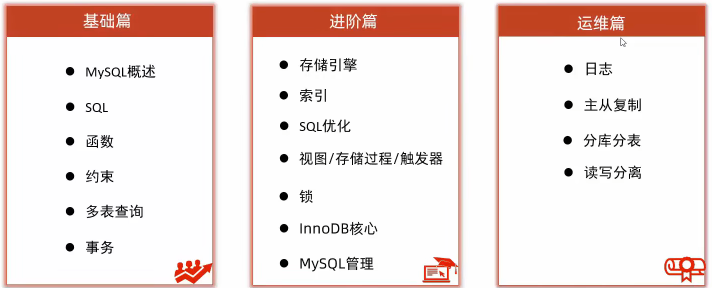 基础篇
MySQL概述
SQL
函数
约束
多表查询
事务
进阶篇
存储引擎
索引
SQL优化
视图/存储过程/触发器
锁
InnoDB核心
MySQL管理
运维篇
日志
主从复制
分库分表
读写分离